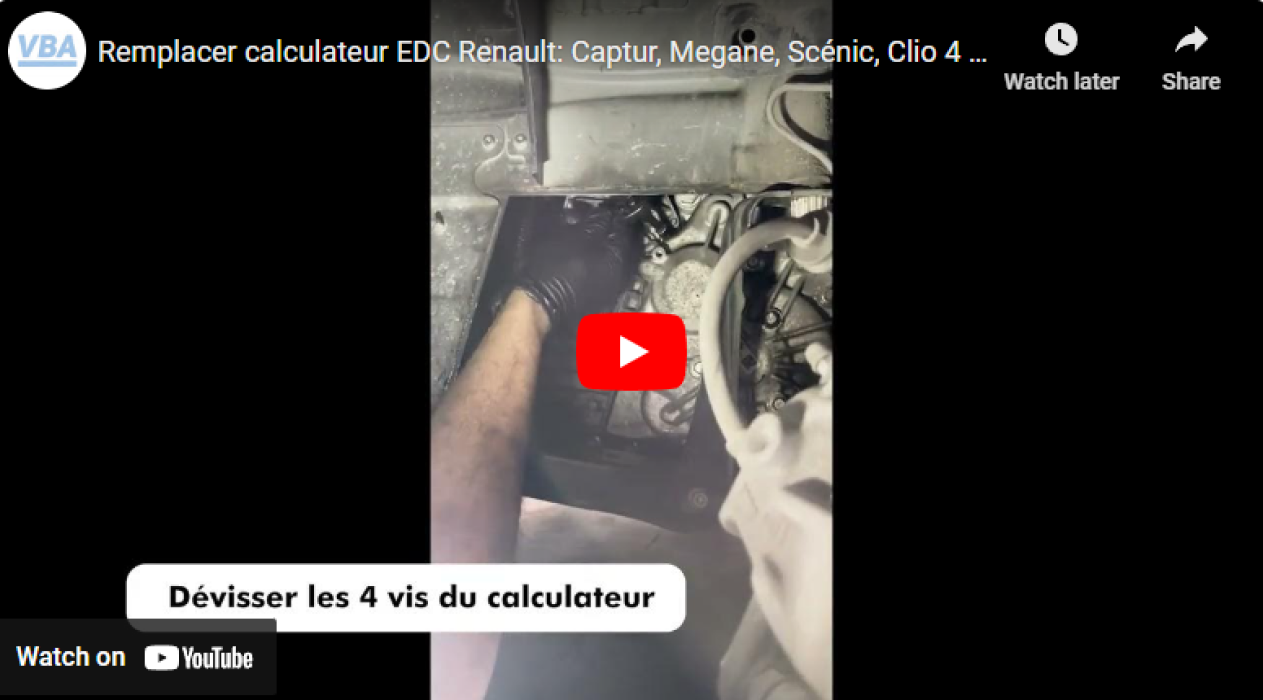 VBA
Remplacer calculateur EDC Renault: Captur, Megane, Scénic, Clio 4 ...
Watch later
Share
Dévisser les 4 vis du calculateur
Watch on YouTube